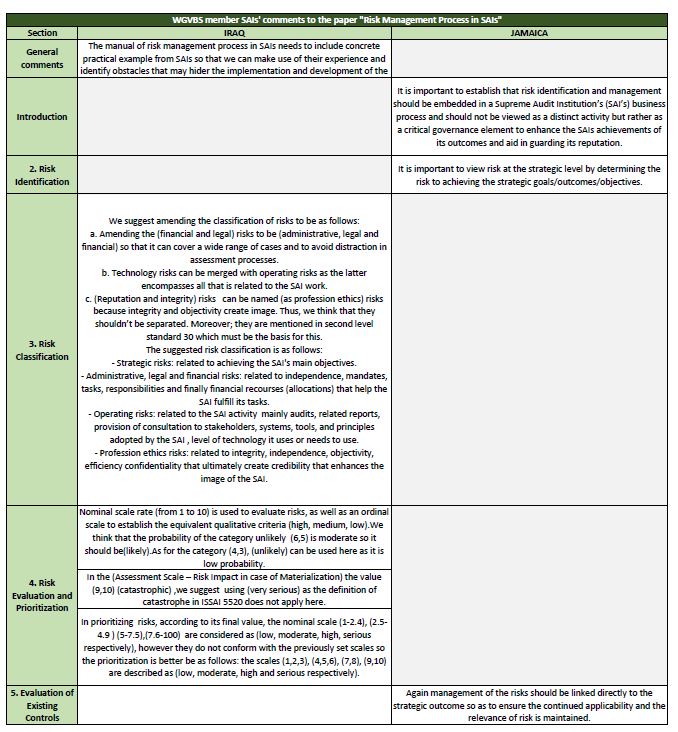 WGVBS member SAIs' comments to the paper "Risk Management Process in SAIs"
Section
IRAQ
JAMAICA
General
comments
The manual of risk management process in SAIs needs to include concrete
practical example from SAIs so that we can make use of their experience and
identify obstacles that may hider the implementation and development of the
Introduction
It is important to establish that risk identification and management
should be embedded in a Supreme Audit Institution's (SAI's) business
process and should not be viewed as a distinct activity but rather as
a critical governance element to enhance the SAIs achievements of
its outcomes and aid in guarding its reputation.
2. Risk
Identification
It is important to view risk at the strategic level by determining the
risk to achieving the strategic goals/outcomes/objectives.
3. Risk
Classification
We suggest amending the classification of risks to be as follows:
a. Amending the (financial and legal) risks to be (administrative, legal and
financial) so that it can cover a wide range of cases and to avoid distraction in
assessment processes.
b. Technology risks can be merged with operating risks as the latter
encompasses all that is related to the SAI work.
c. (Reputation and integrity) risks can be named (as profession ethics) risks
because integrity and objectivity create image. Thus, we think that they
shouldn't be separated. Moreover; they are mentioned in second level
standard 30 which must be the basis for this.
The suggested risk classification is as follows:
- Strategic risks: related to achieving the SAI's main objectives.
- Administrative, legal and financial risks: related to independence, mandates,
tasks, responsibilities and finally financial recourses (allocations) that help the
SAI fulfill its tasks.
- Operating risks: related to the SAI activity mainly audits, related reports,
provision of consultation to stakeholders, systems, tools, and principles
adopted by the SAI , level of technology it uses or needs to use.
- Profession ethics risks: related to integrity, independence, objectivity,
efficiency confidentiality that ultimately create credibility that enhances the
image of the SAI.
4. Risk
Evaluation and
Prioritization
Nominal scale rate (from 1 to 10) is used to evaluate risks, as well as an ordinal
scale to establish the equivalent qualitative criteria (high, medium, low).We
think that the probability of the category unlikely (6,5) is moderate so it
should be(likely).As for the category (4,3), (unlikely) can be used here as it is
low probability.
In the (Assessment Scale – Risk Impact in case of Materialization) the value
(9,10) (catastrophic) ,we suggest using (very serious) as the definition of
catastrophe in ISSAI 5520 does not apply here.
In prioritizing risks, according to its final value, the nominal scale (1-2.4), (2.5-
4.9 ) (5-7.5),(7.6-100) are considered as (low, moderate, high, serious
respectively), however they do not conform with the previously set scales so
the prioritization is better be as follows: the scales (1,2,3), (4,5,6), (7,8), (9,10)
are described as (low, moderate, high and serious respectively).
5. Evaluation of
Existing
Controls
Again management of the risks should be linked directly to the
strategic outcome so as to ensure the continued applicability and the
relevance of risk is maintained.